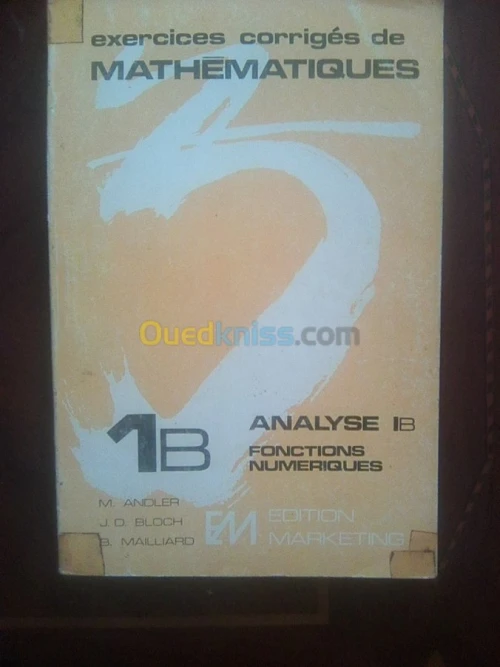 exercices corrigés de
MATHÉMATIQUES
Ouedkniss.com
1B
ANALYSE IB
FONCTIONS
NUMERIQUES
M. ANDLER
J. D. BLOCH
B. MAILLIARD
EM
EDITION
MARKETING